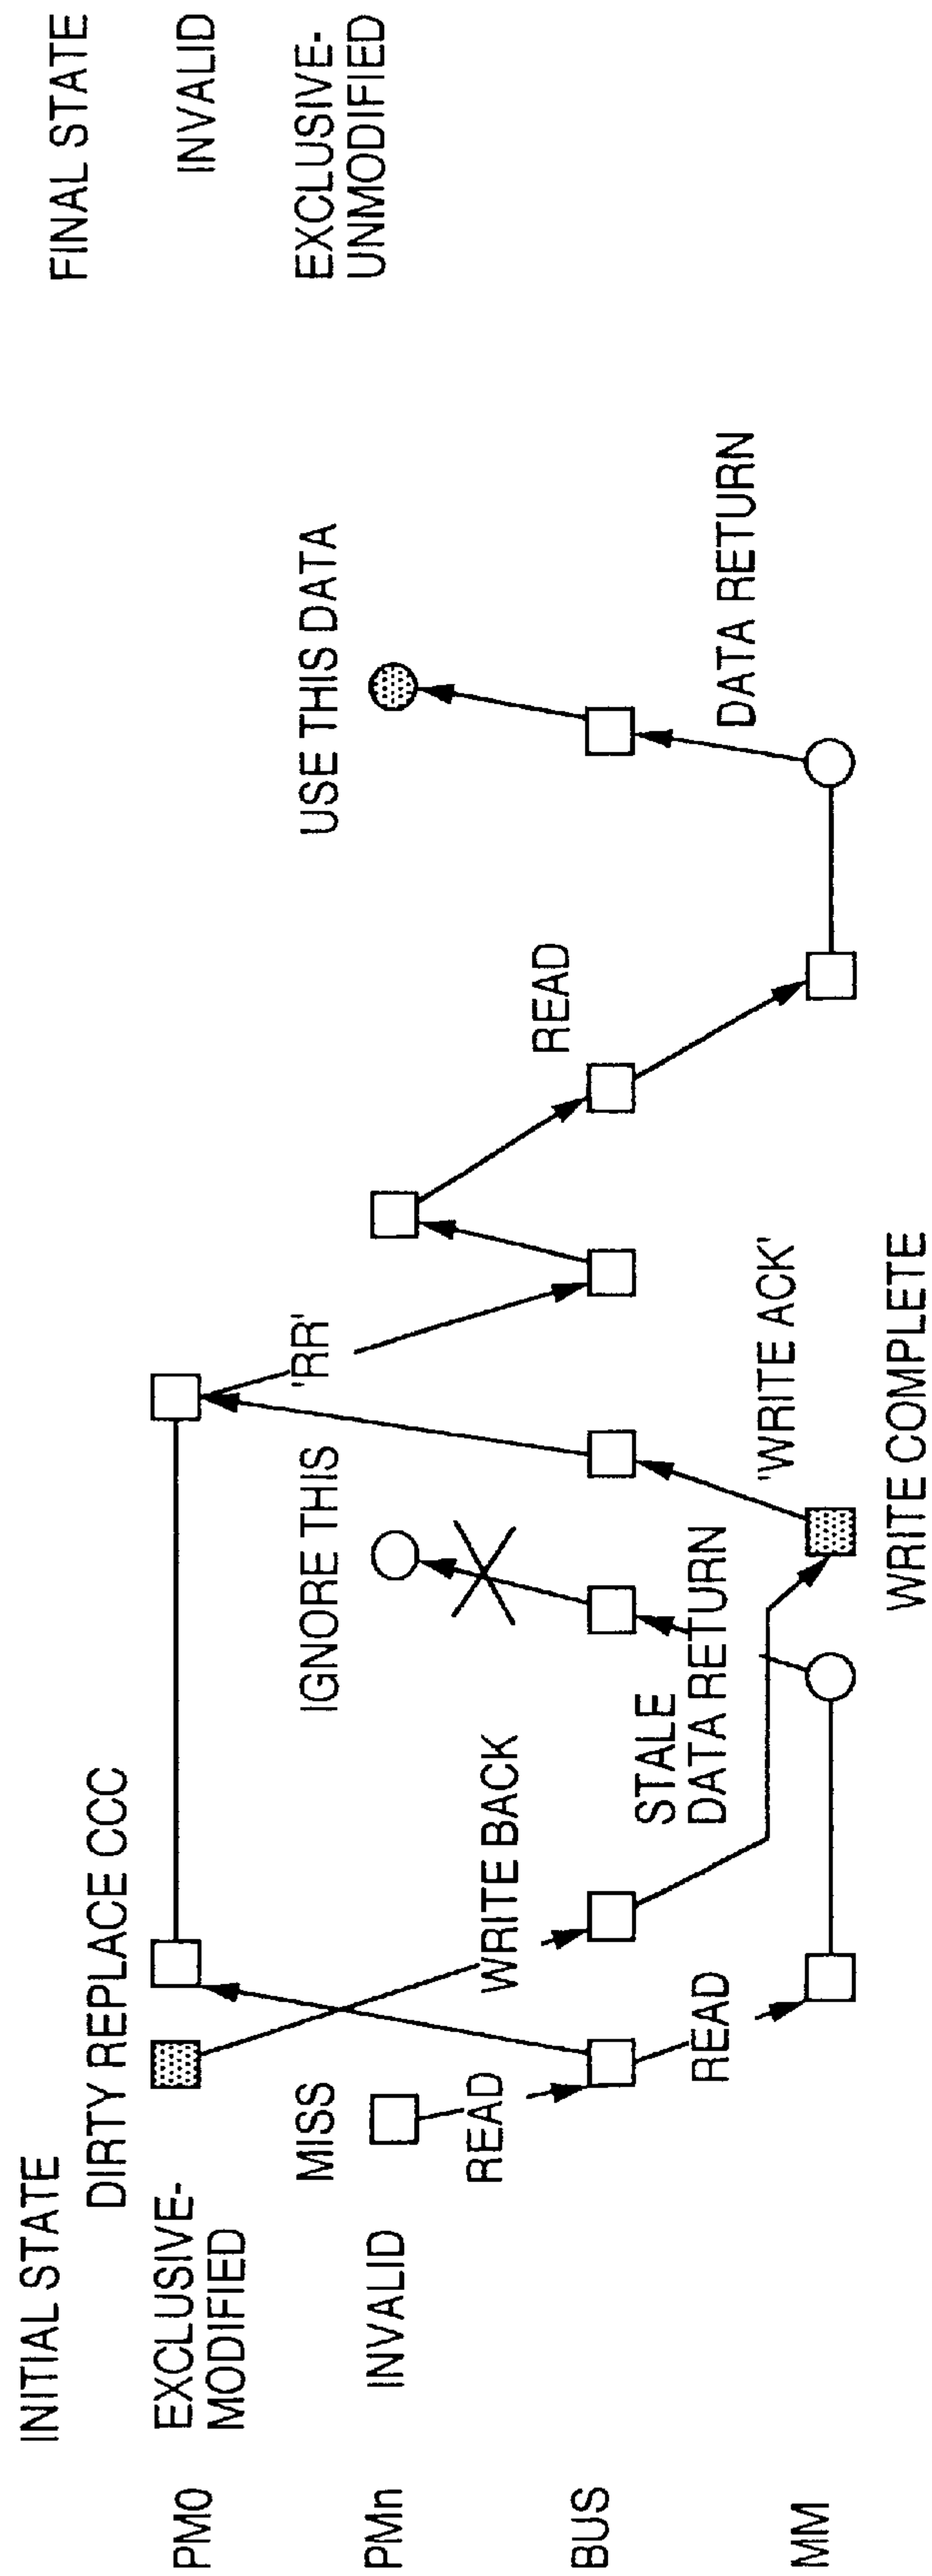 INITIAL STATE
FINAL STATE
DIRTY REPLACE CCC
PM0
EXCLUSIVE-
MODIFIED
INVALID
MISS
IGNORE THIS
'RR'
USE THIS DATA
EXCLUSIVE-
UNMODIFIED
PMn
INVALID
READ
WRITE BACK
READ
BUS
STALE
DATA RETURN
READ
'WRITE ACK'
DATA RETURN
MM
WRITE COMPLETE